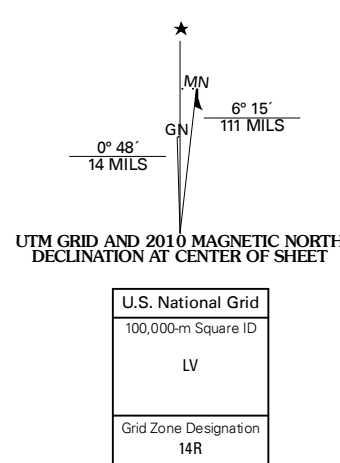 MN
GN
6° 15´
111 MILS
0° 48´
14 MILS
UTM GRID AND 2010 MAGNETIC NORTH
DECLINATION AT CENTER OF SHEET
U.S. National Grid
100,000-m Square ID
LV
Grid Zone Designation
14R